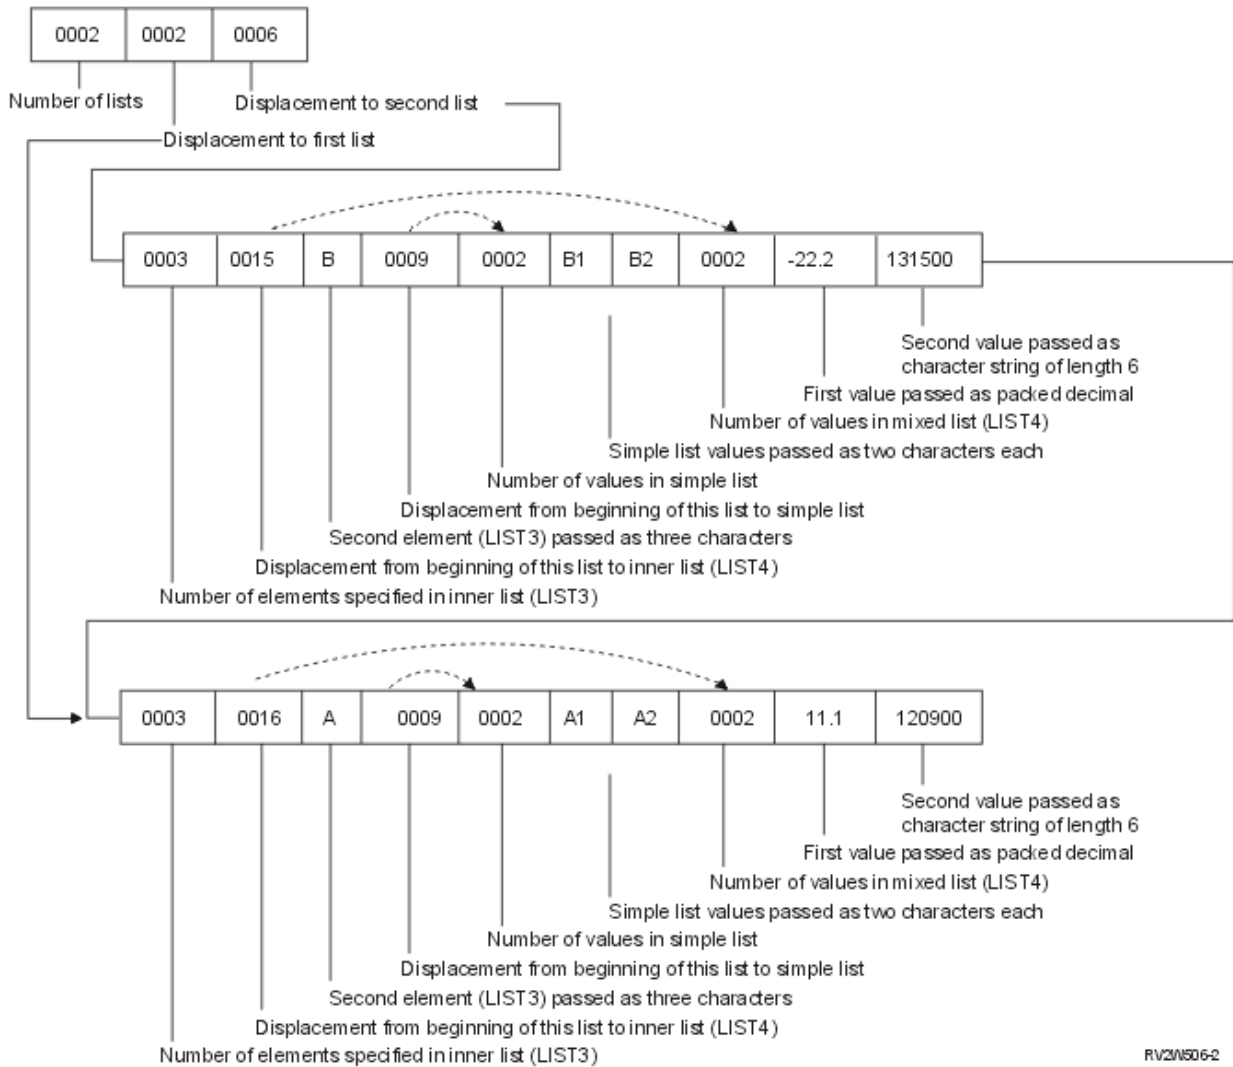 0002 0002 0006
Number of lists
Displacement to second list
Displacement to first list
0003 0015 B 0009 0002 B1 B2 0002 -22.2 131500
Second value passed as
character string of length 6
First value passed as packed decimal
Number of values in mixed list (LIST4)
Simple list values passed as two characters each
Number of values in simple list
Displacement from beginning of this list to simple list
Second element (LIST3) passed as three characters
Displacement from beginning of this list to inner list (LIST4)
Number of elements specified in inner list (LIST3)
0003 0016 A 0009 0002 A1 A2 0002 11.1 120900
Second value passed as
character string of length 6
First value passed as packed decimal
Number of values in mixed list (LIST4)
Simple list values passed as two characters each
Number of values in simple list
Displacement from beginning of this list to simple list
Second element (LIST3) passed as three characters
Displacement from beginning of this list to inner list (LIST4)
Number of elements specified in inner list (LIST3)
RV2W506-2